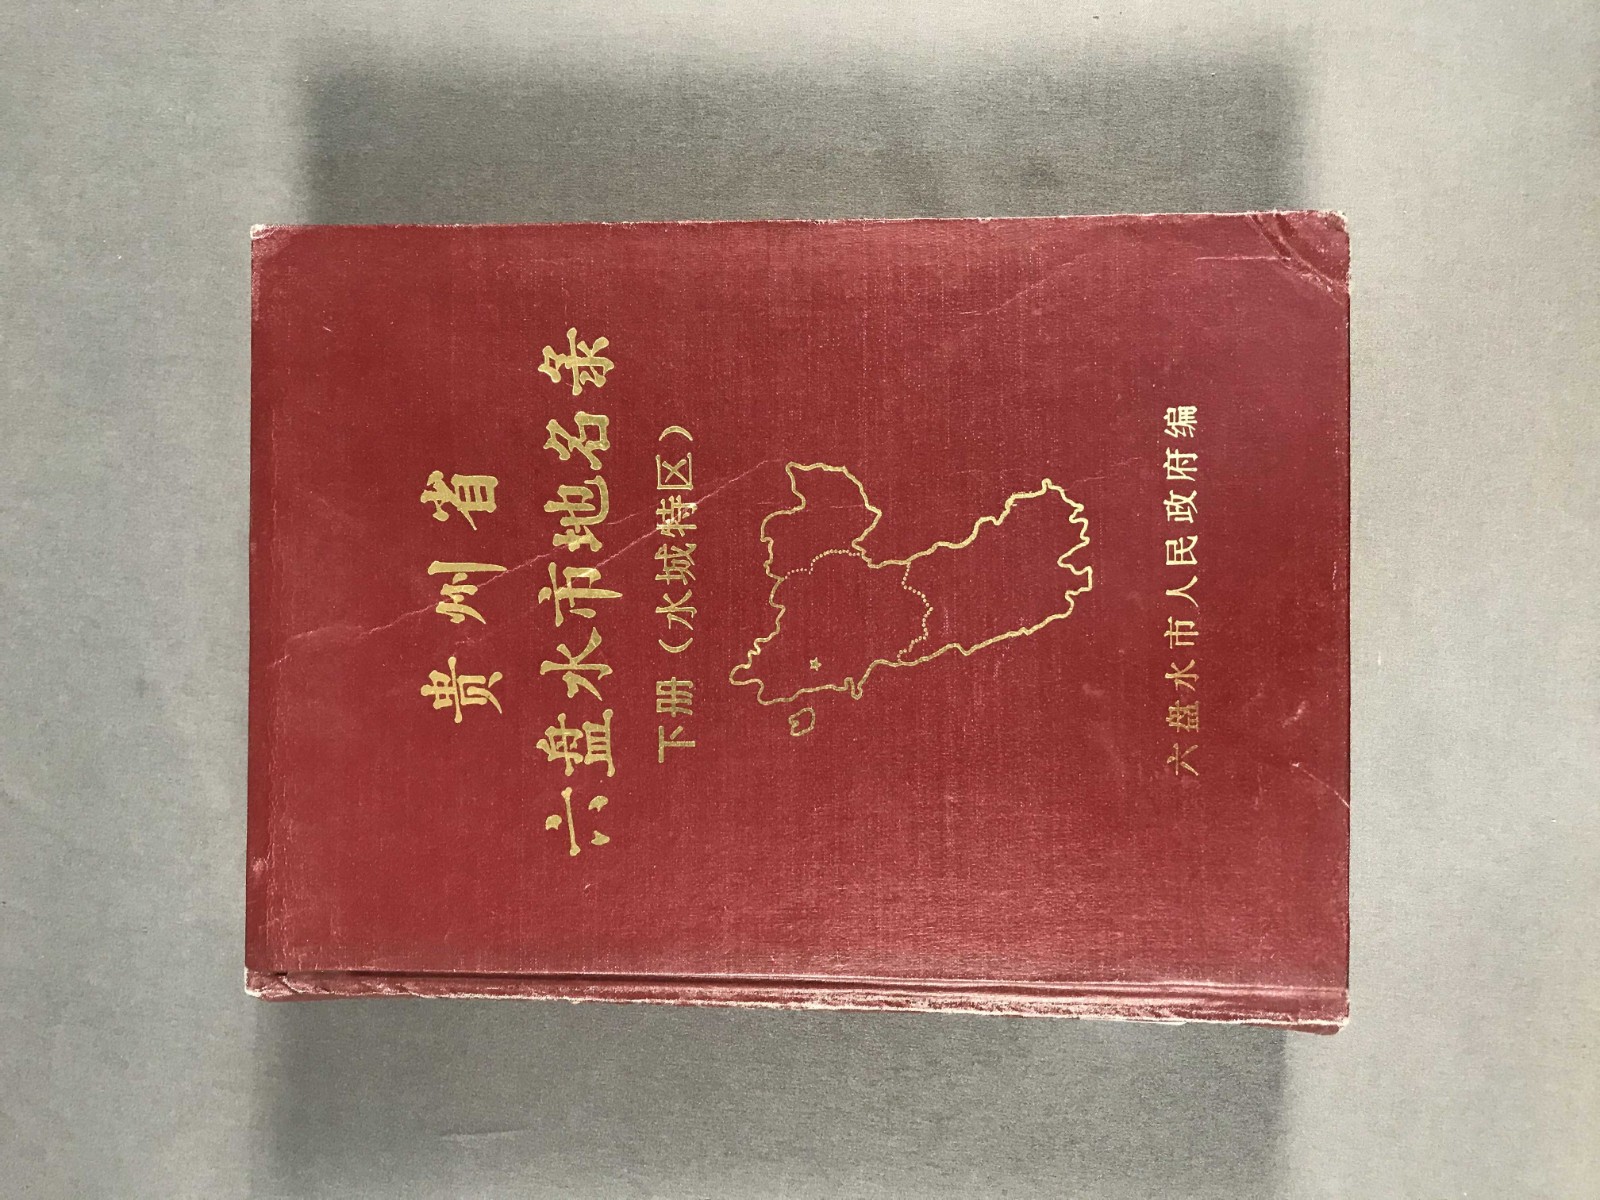 贵州省
六盘水市地名录
下册（水城特区）
六盘水市人民政府编